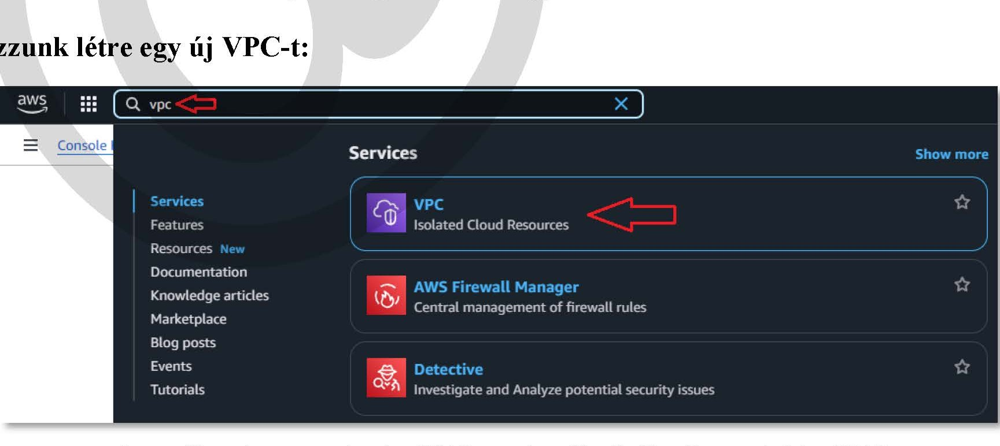 zzunk létre egy új VPC-t:
aws
vpc
Console
Services
Show more
Services
Features
Resources New
Documentation
Knowledge articles
Marketplace
Blog posts
Events
Tutorials
VPC
Isolated Cloud Resources
AWS Firewall Manager
Central management of firewall rules
Detective
Investigate and Analyze potential security issues